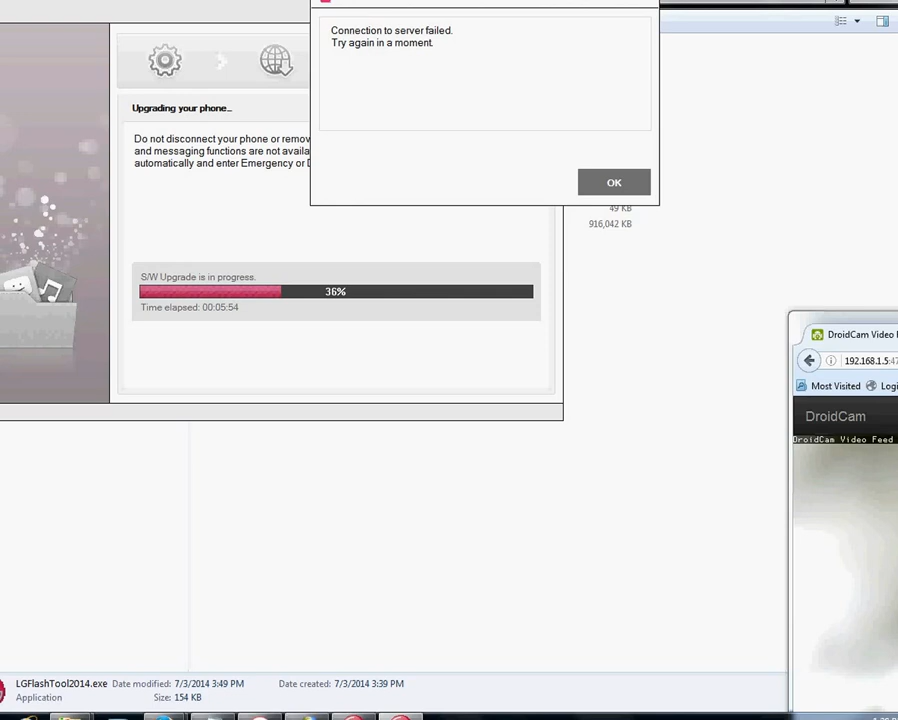 Connection to server failed.
Try again in a moment.
OK
Upgrading your phone...
Do not disconnect your phone or remov
and messaging functions are not availa
automatically and enter Emergency or D
S/W Upgrade is in progress.
36%
Time elapsed: 00:05:54
49 KB
916,042 KB
DroidCam Video
192.168.1.5:47
Most Visited
Logi
DroidCam
DroidCam Video Feed
LGFlashTool2014.exe Date modified: 7/3/2014 3:49 PM Date created: 7/3/2014 3:39 PM
Application Size: 154 KB